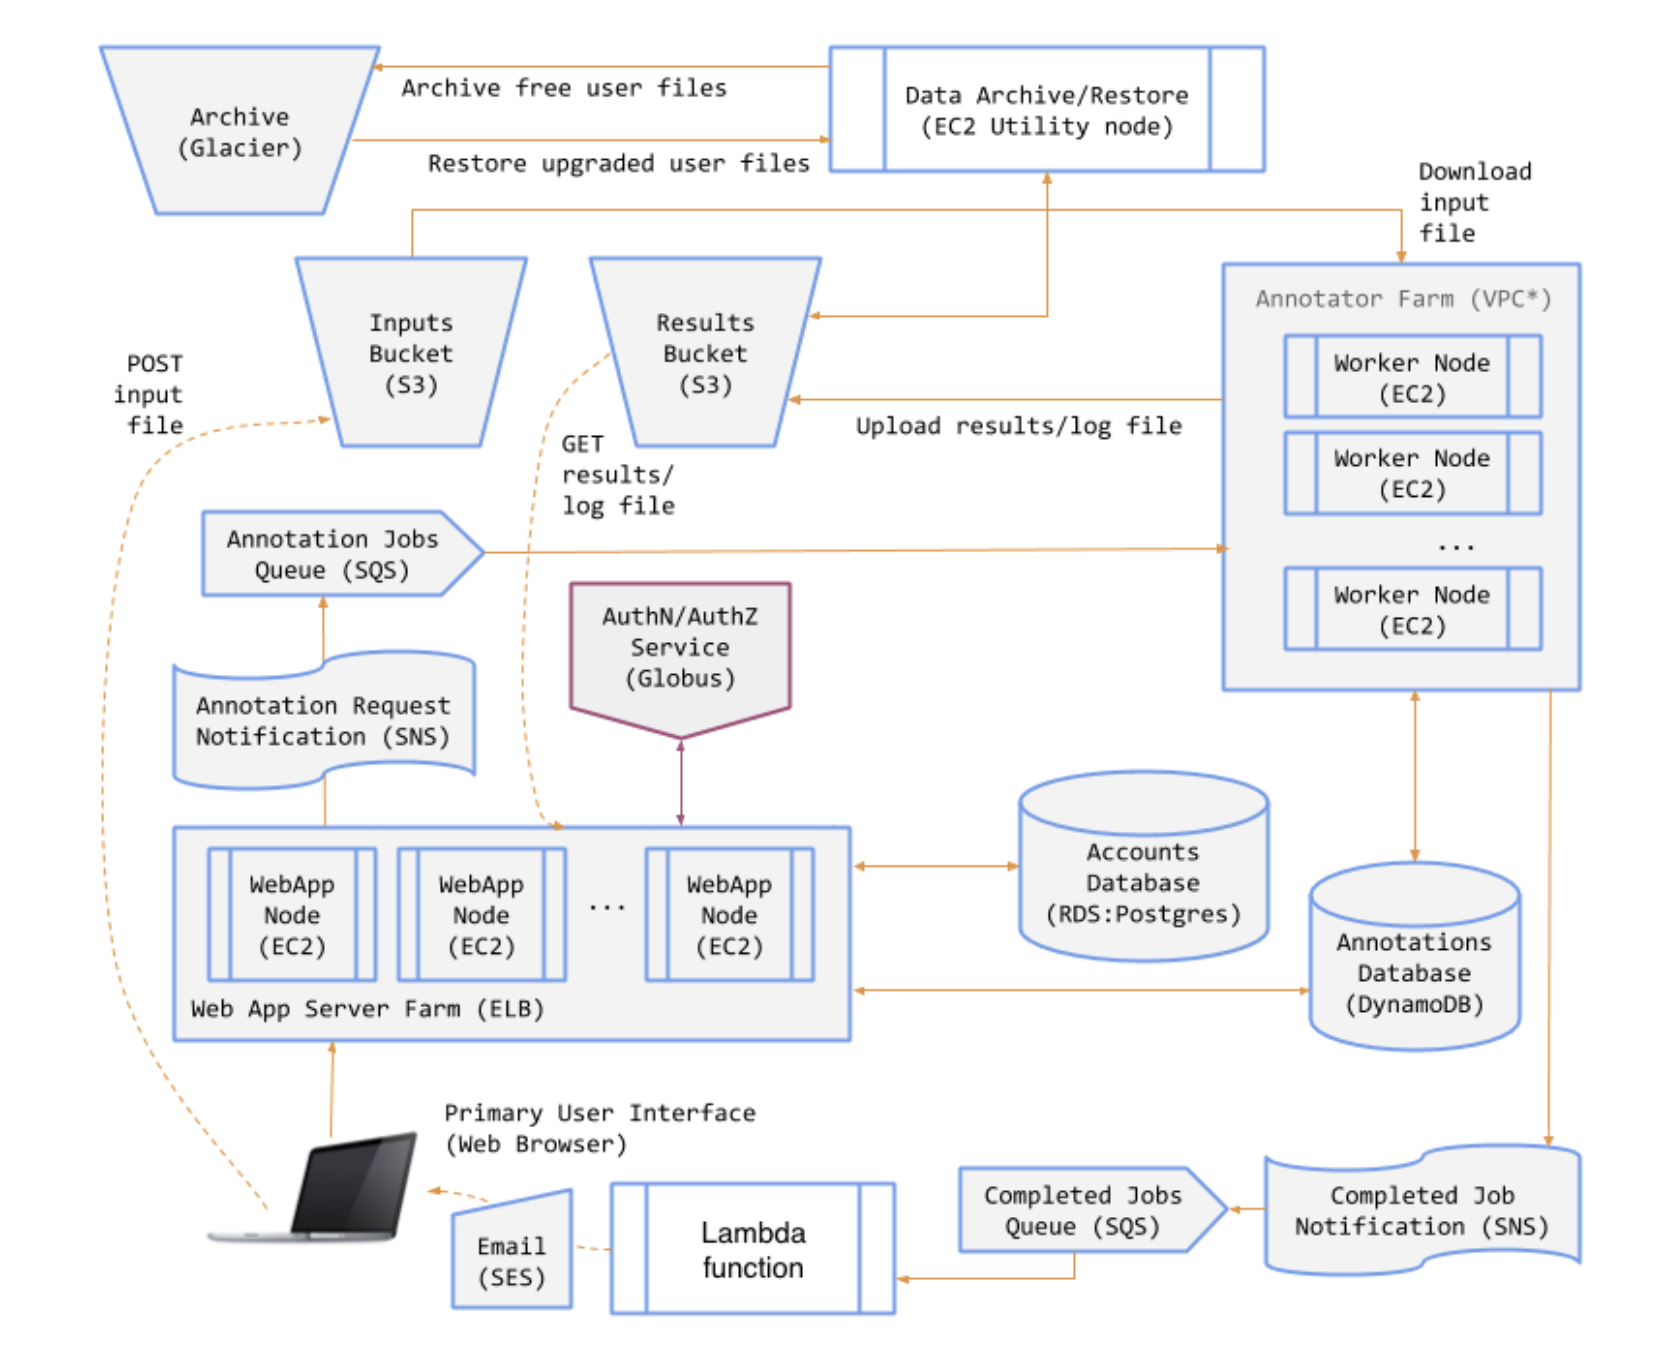 Archive
(Glacier)
Archive free user files
Restore upgraded user files
Data Archive/Restore
(EC2 Utility node)
Download
input
file
Inputs
Bucket
(S3)
Results
Bucket
(S3)
Annotator Farm (VPC*)
Worker Node
(EC2)
Worker Node
(EC2)
...
Worker Node
(EC2)
POST
input
file
GET
results/
log file
Upload results/log file
Annotation Jobs
Queue (SQS)
AuthN/AuthZ
Service
(Globus)
Annotation Request
Notification (SNS)
WebApp
Node
(EC2)
WebApp
Node
(EC2)
...
WebApp
Node
(EC2)
Web App Server Farm (ELB)
Accounts
Database
(RDS:Postgres)
Annotations
Database
(DynamoDB)
Primary User Interface
(Web Browser)
Email
(SES)
Lambda
function
Completed Jobs
Queue (SQS)
Completed Job
Notification (SNS)